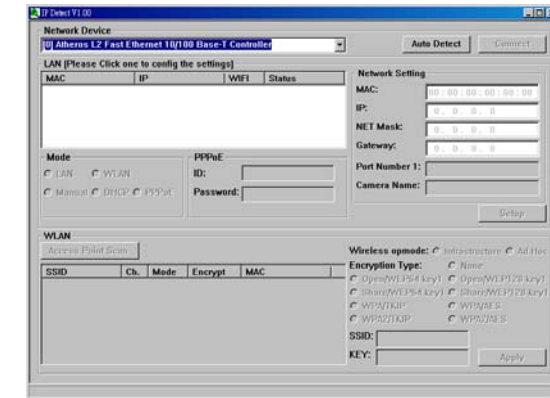 IP Detect V1.00
Network Device
[0] Atheros L2 Fast Ethernet 10/100 Base-T Controller
Auto Detect
Connect
LAN [Please Click one to config the settings]
MAC IP WIFI Status
Network Setting
MAC: 00 : 00 : 00 : 00 : 00 : 00
IP: 0 . 0 . 0 . 0
NET Mask: 0 . 0 . 0 . 0
Gateway: 0 . 0 . 0 . 0
Port Number 1:
Camera Name:
Setup
Mode
LAN WLAN
Manual DHCP PPPoE
PPPoE
ID:
Password:
WLAN
Access Point Scan
SSID Ch. Mode Encrypt MAC
Wireless opmode: Infrastructure Ad Hoc
Encryption Type: None
Open/WEP64 key1 Open/WEP128 key1
Share/WEP64 key1 Share/WEP128 key1
WPA/TKIP WPA/AES
WPA2/TKIP WPA2/AES
SSID:
KEY:
Apply